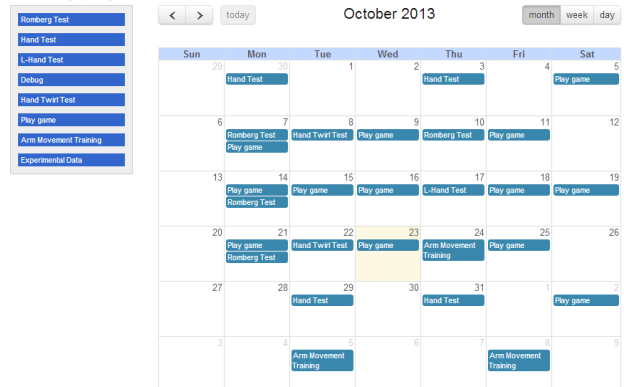 Romberg Test
Hand Test
L-Hand Test
Debug
Hand Twirl Test
Play game
Arm Movement Training
Experimental Data
today
October 2013
month week day
Sun Mon Tue Wed Thu Fri Sat
29 30 1 2 3 4 5
Hand Test Hand Test Play game
6 7 8 9 10 11 12
Romberg Test Hand Twirl Test Play game Romberg Test Play game
Play game
13 14 15 16 17 18 19
Play game Play game Play game L-Hand Test Play game Play game
Romberg Test
20 21 22 23 24 25 26
Play game Hand Twirl Test Play game Arm Movement Play game
Romberg Test Training
27 28 29 30 31 1 2
Hand Test Hand Test Play game
3 4 5 6 7 8 9
Arm Movement Arm Movement
Training Training